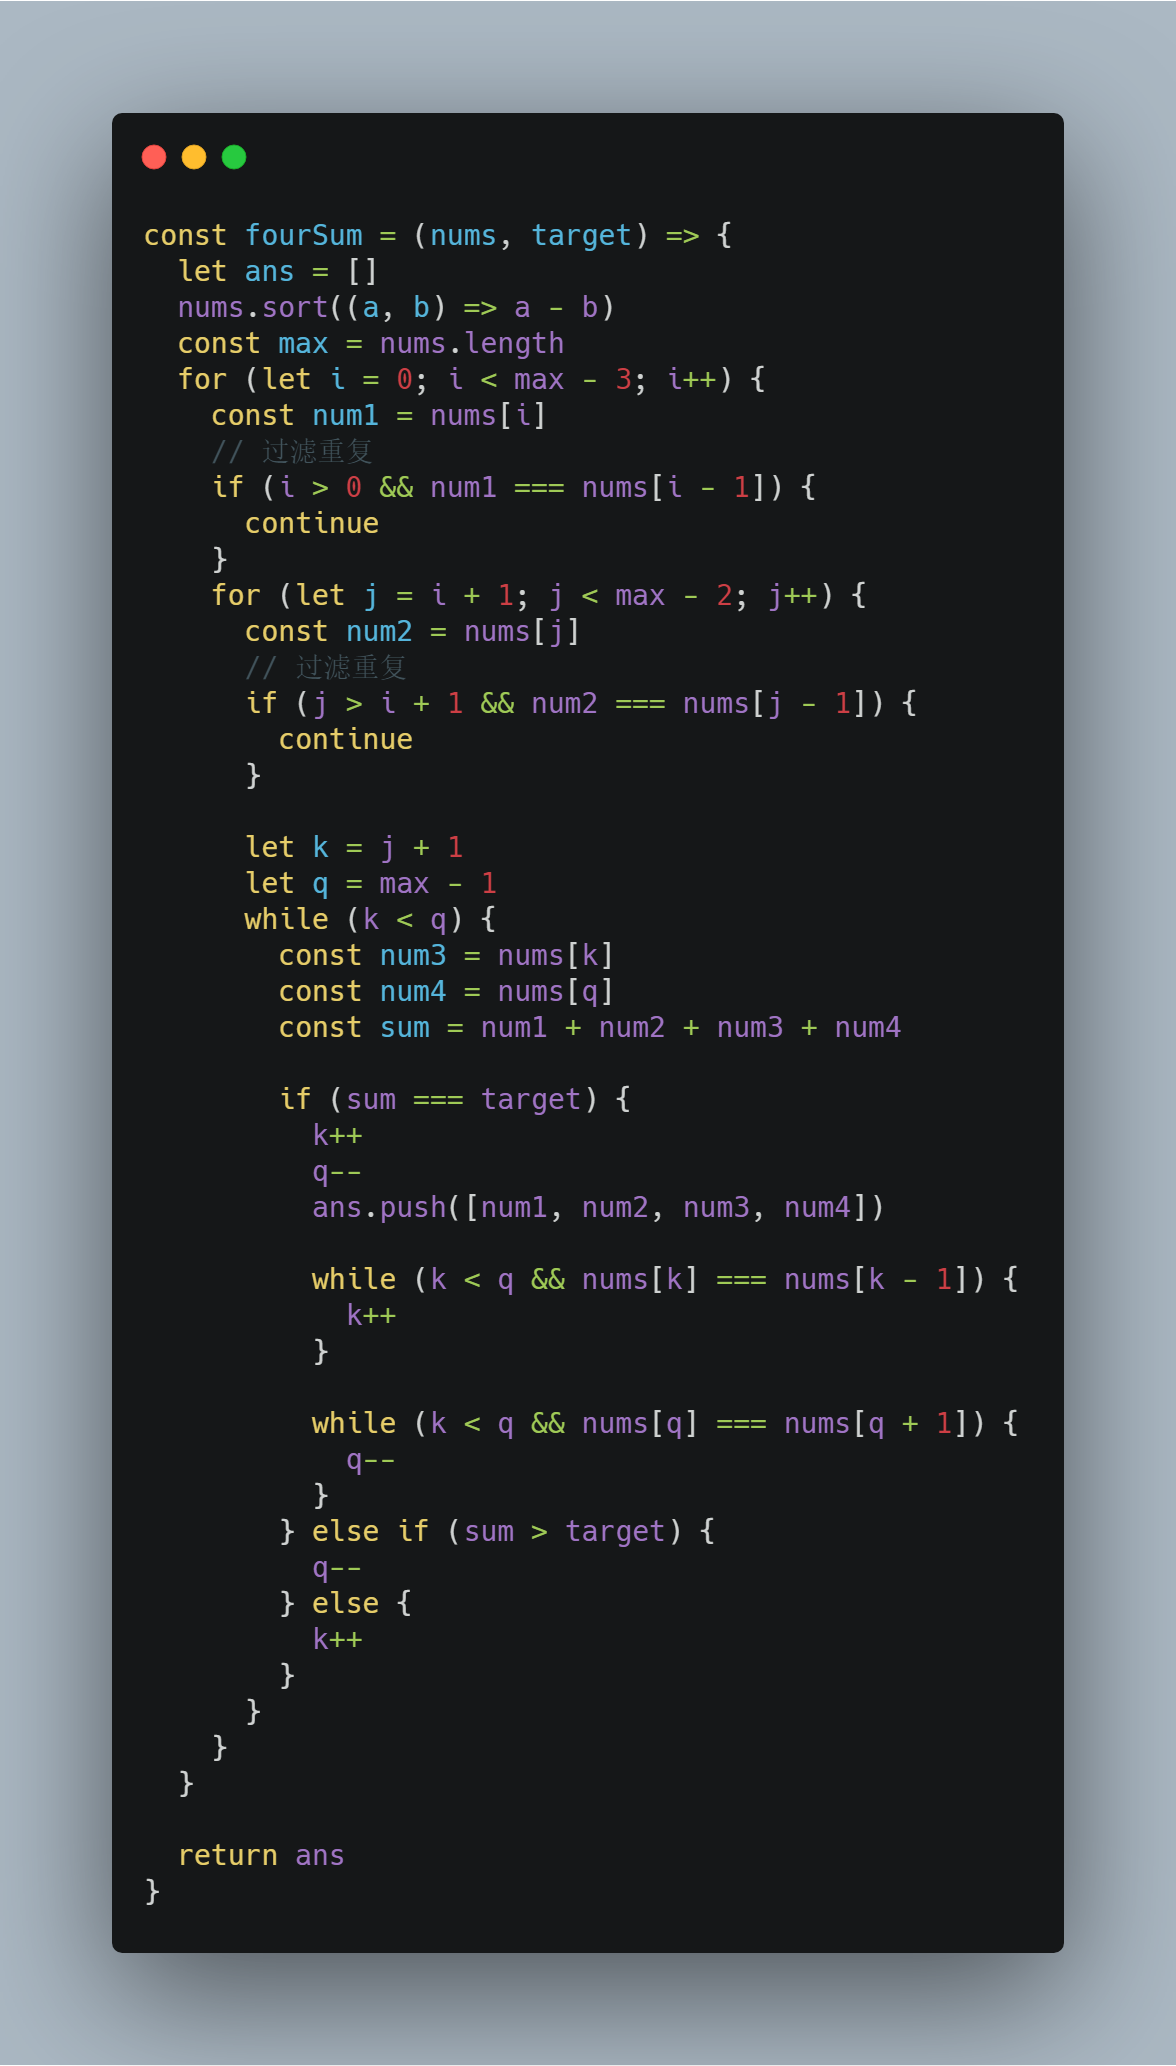 const fourSum = (nums, target) => {
  let ans = []
  nums.sort((a, b) => a - b)
  const max = nums.length
  for (let i = 0; i < max - 3; i++) {
    const num1 = nums[i]
    // 过滤重复
    if (i > 0 && num1 === nums[i - 1]) {
      continue
    }
    for (let j = i + 1; j < max - 2; j++) {
      const num2 = nums[j]
      // 过滤重复
      if (j > i + 1 && num2 === nums[j - 1]) {
        continue
      }

      let k = j + 1
      let q = max - 1
      while (k < q) {
        const num3 = nums[k]
        const num4 = nums[q]
        const sum = num1 + num2 + num3 + num4

        if (sum === target) {
          k++
          q--
          ans.push([num1, num2, num3, num4])

          while (k < q && nums[k] === nums[k - 1]) {
            k++
          }

          while (k < q && nums[q] === nums[q + 1]) {
            q--
          }
        } else if (sum > target) {
          q--
        } else {
          k++
        }
      }
    }
  }

  return ans
}